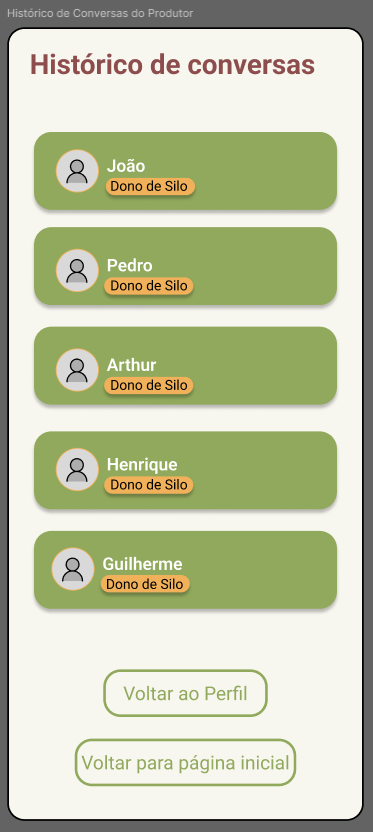 Histórico de Conversas do Produtor
Histórico de conversas
João
Dono de Silo
Pedro
Dono de Silo
Arthur
Dono de Silo
Henrique
Dono de Silo
Guilherme
Dono de Silo
Voltar ao Perfil
Voltar para página inicial